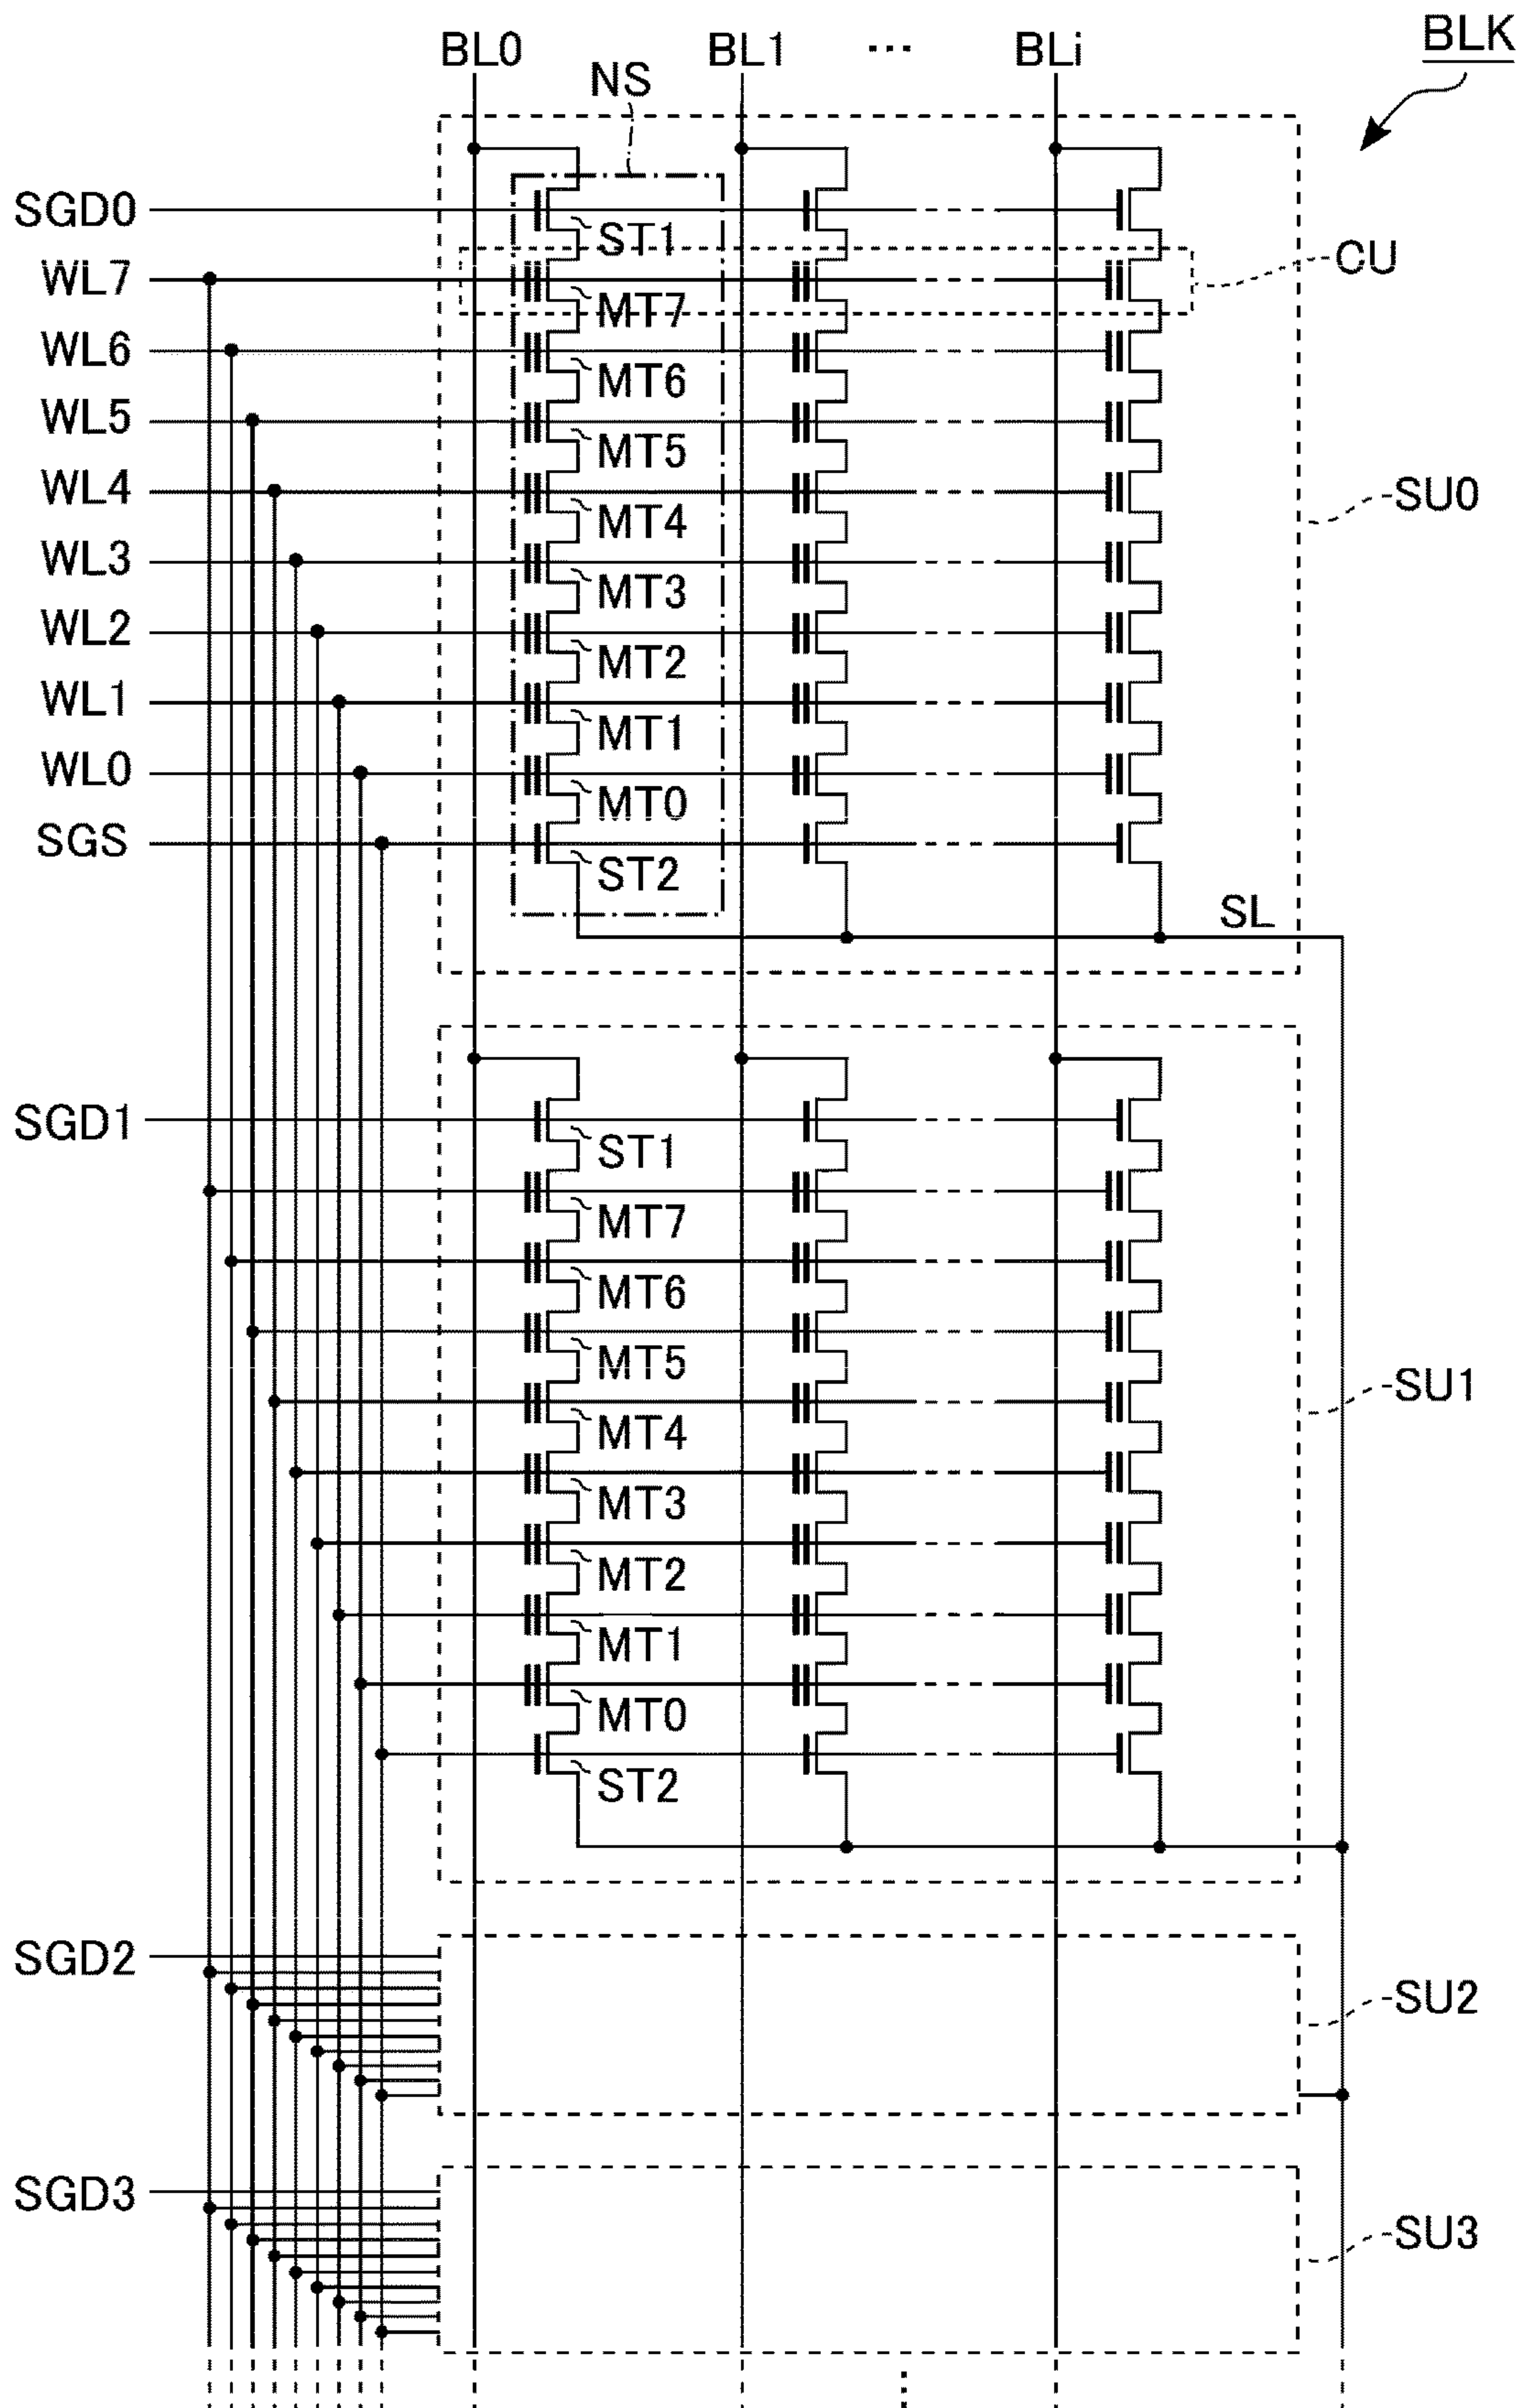 BLK
BL0 BL1 ... BLi
NS
SGD0
ST1
CU
WL7
MT7
WL6
MT6
WL5
MT5
WL4
MT4
SU0
WL3
MT3
WL2
MT2
WL1
MT1
WL0
MT0
SGS
ST2
SL
SGD1
ST1
MT7
MT6
MT5
MT4
SU1
MT3
MT2
MT1
MT0
ST2
SGD2
SU2
SGD3
SU3